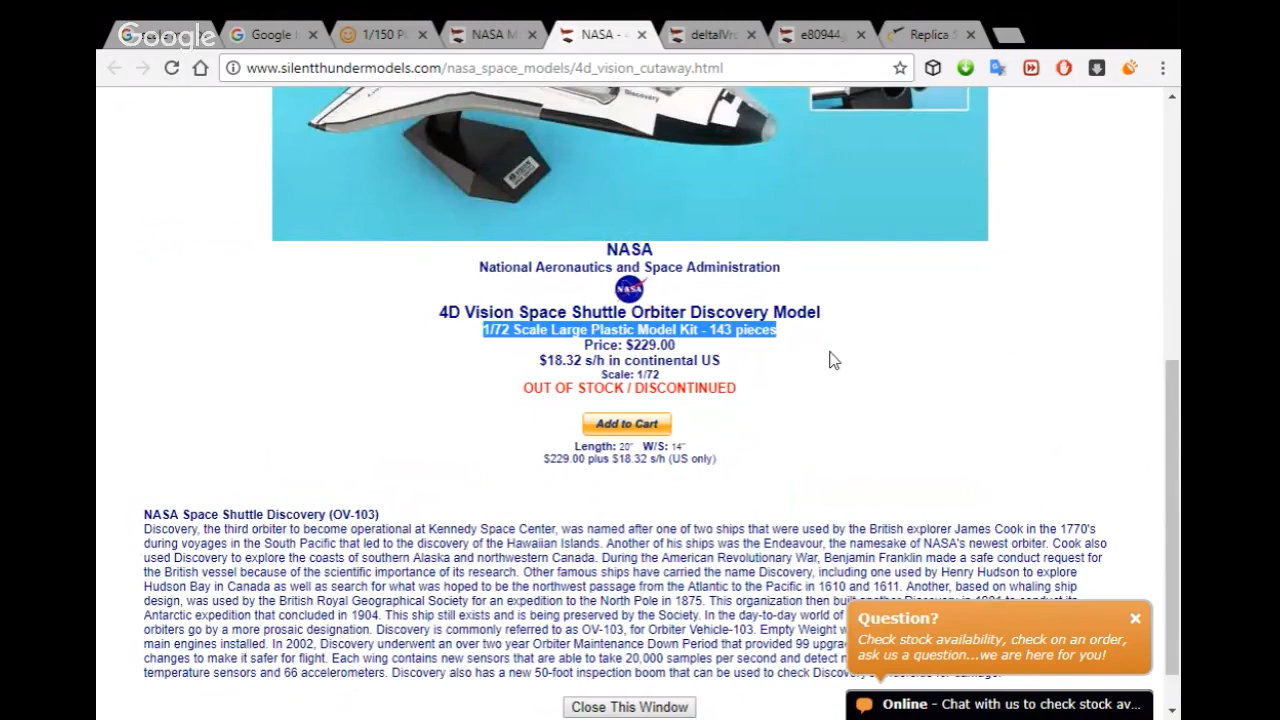 Google
Google
1/150 P
NASA M
NASA -
deltaIVro
e80944
Replica S
www.silentthundermodels.com/nasa_space_models/4d_vision_cutaway.html
Discovery
NASA
National Aeronautics and Space Administration
NASA
4D Vision Space Shuttle Orbiter Discovery Model
1/72 Scale Large Plastic Model Kit - 143 pieces
Price: $229.00
$18.32 s/h in continental US
Scale: 1/72
OUT OF STOCK / DISCONTINUED
Add to Cart
Length: 20" W/S: 14"
$229.00 plus $18.32 s/h (US only)
NASA Space Shuttle Discovery (OV-103)
Discovery, the third orbiter to become operational at Kennedy Space Center, was named after one of two ships that were used by the British explorer James Cook in the 1770's
during voyages in the South Pacific that led to the discovery of the Hawaiian Islands. Another of his ships was the Endeavour, the namesake of NASA's newest orbiter. Cook also
used Discovery to explore the coasts of southern Alaska and northwestern Canada. During the American Revolutionary War, Benjamin Franklin made a safe conduct request for
the British vessel because of the scientific importance of its research. Other famous ships have carried the name Discovery, including one used by Henry Hudson to explore
Hudson Bay in Canada as well as search for what was hoped to be the northwest passage from the Atlantic to the Pacific in 1610 and 1611. Another, based on whaling ship
design, was used by the British Royal Geographical Society for an expedition to the North Pole in 1875. This organization then built another Discovery in 1901 to conduct its
Antarctic expedition that concluded in 1904. This ship still exists and is being preserved by the Society. In the day-to-day world of
orbiters go by a more prosaic designation. Discovery is commonly referred to as OV-103, for Orbiter Vehicle-103. Empty Weight w
main engines installed. In 2002, Discovery underwent an over two year Orbiter Maintenance Down Period that provided 99 upgra
changes to make it safer for flight. Each wing contains new sensors that are able to take 20,000 samples per second and detect
temperature sensors and 66 accelerometers. Discovery also has a new 50-foot inspection boom that can be used to check Discov
Question?
Check stock availability, check on an order,
ask us a question...we are here for you!
Online - Chat with us to check stock av...
Close This Window